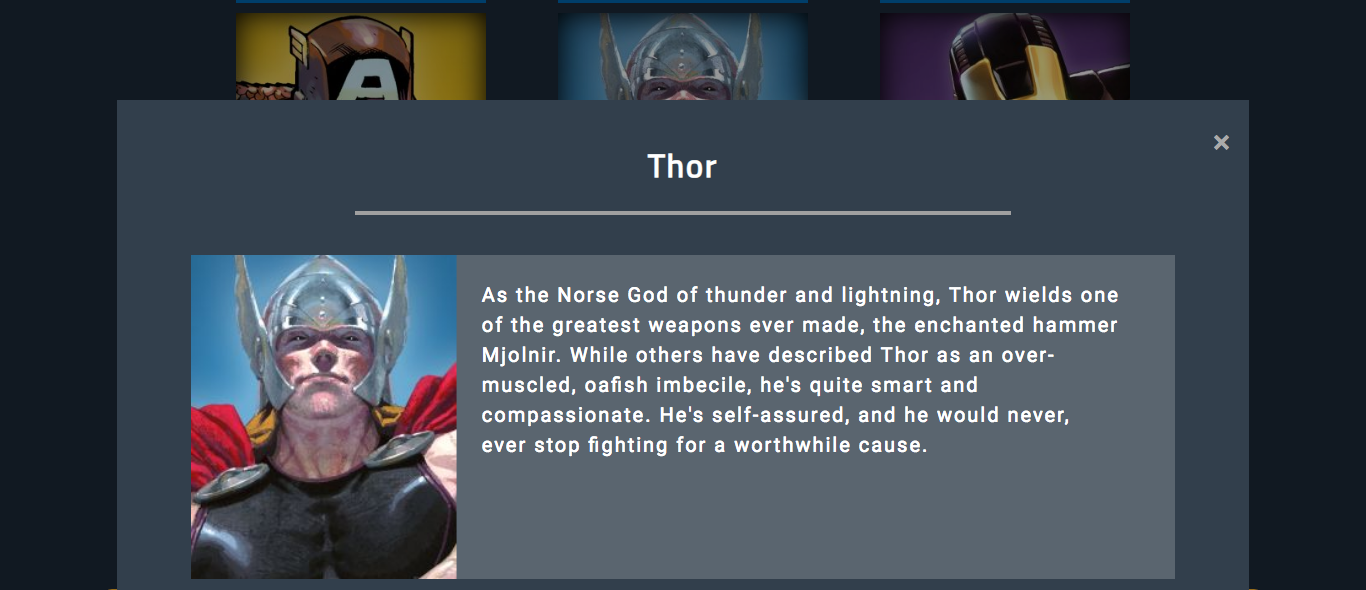 A
Thor
×
As the Norse God of thunder and lightning, Thor wields one
of the greatest weapons ever made, the enchanted hammer
Mjolnir. While others have described Thor as an over-
muscled, oafish imbecile, he's quite smart and
compassionate. He's self-assured, and he would never,
ever stop fighting for a worthwhile cause.